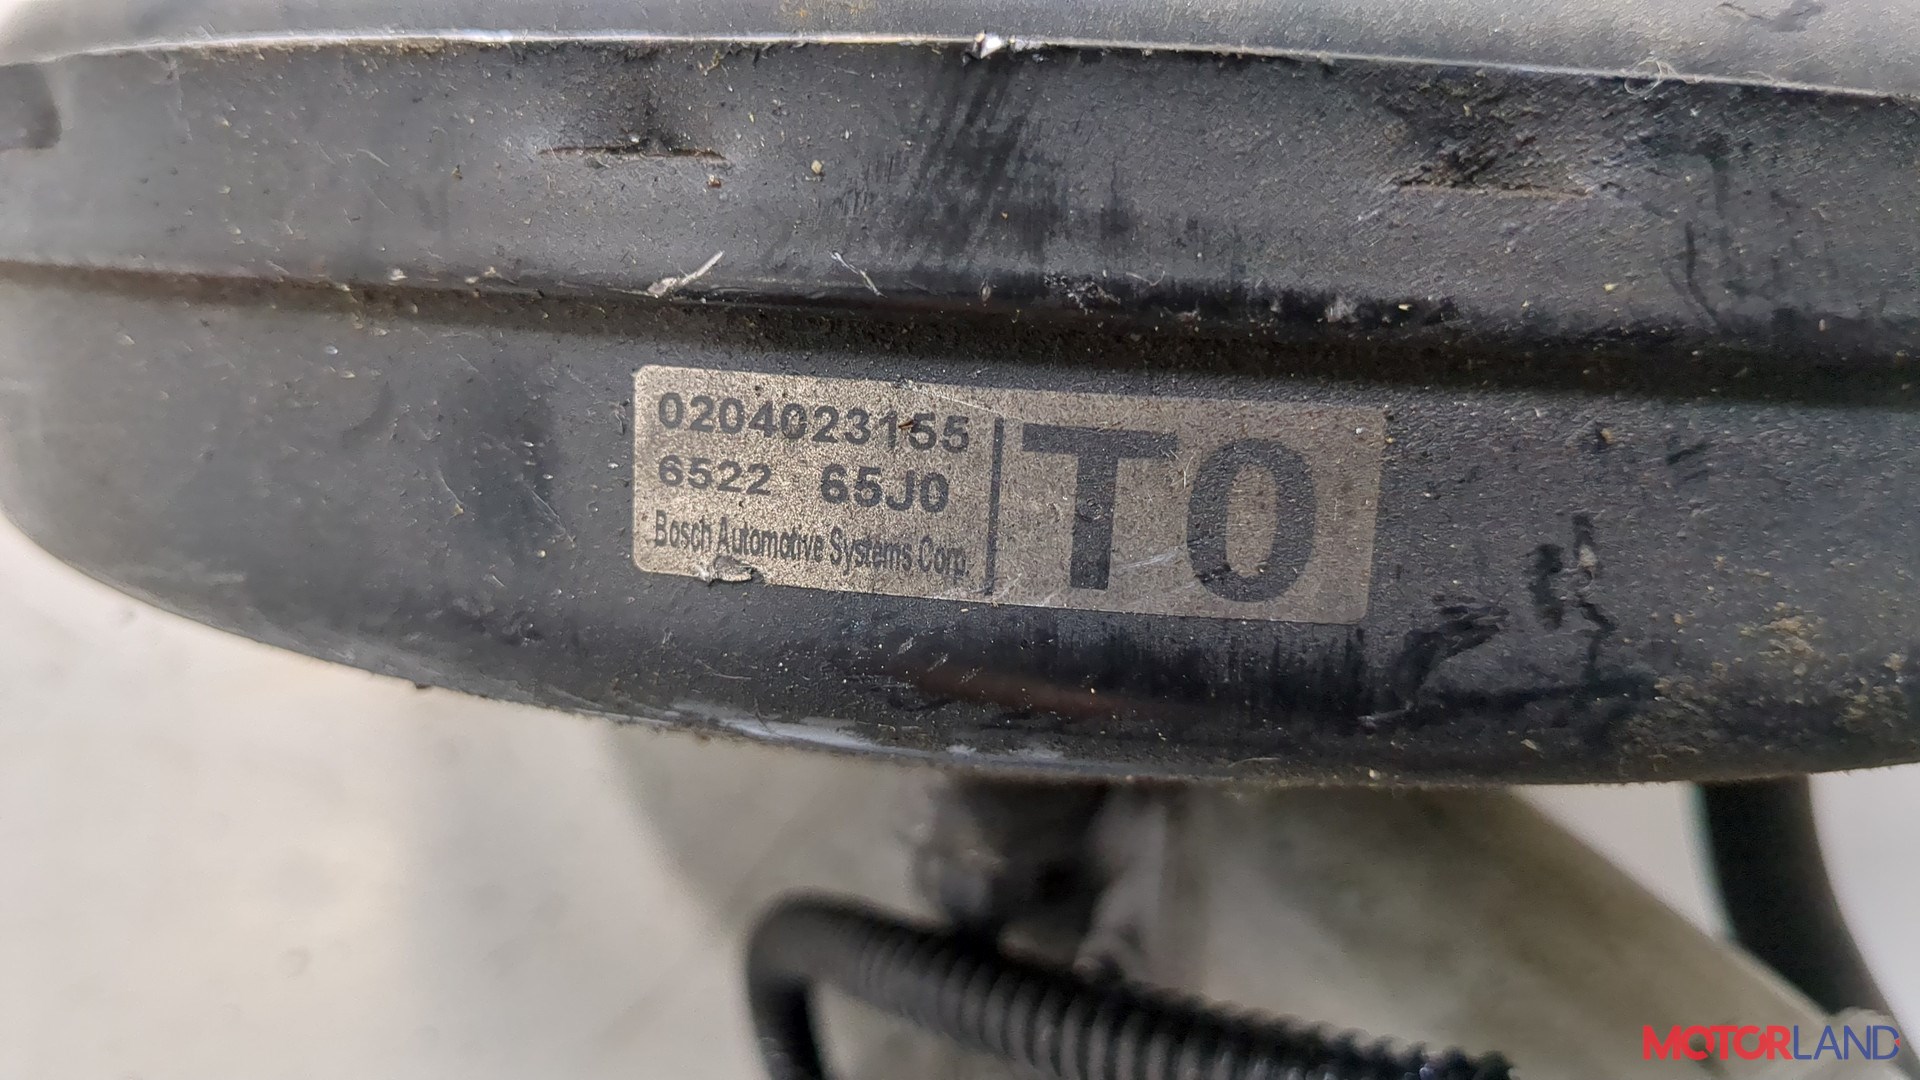 0204023155
6522 65J0
Bosch Automotive Systems Corp.
T0
MOTORLAND